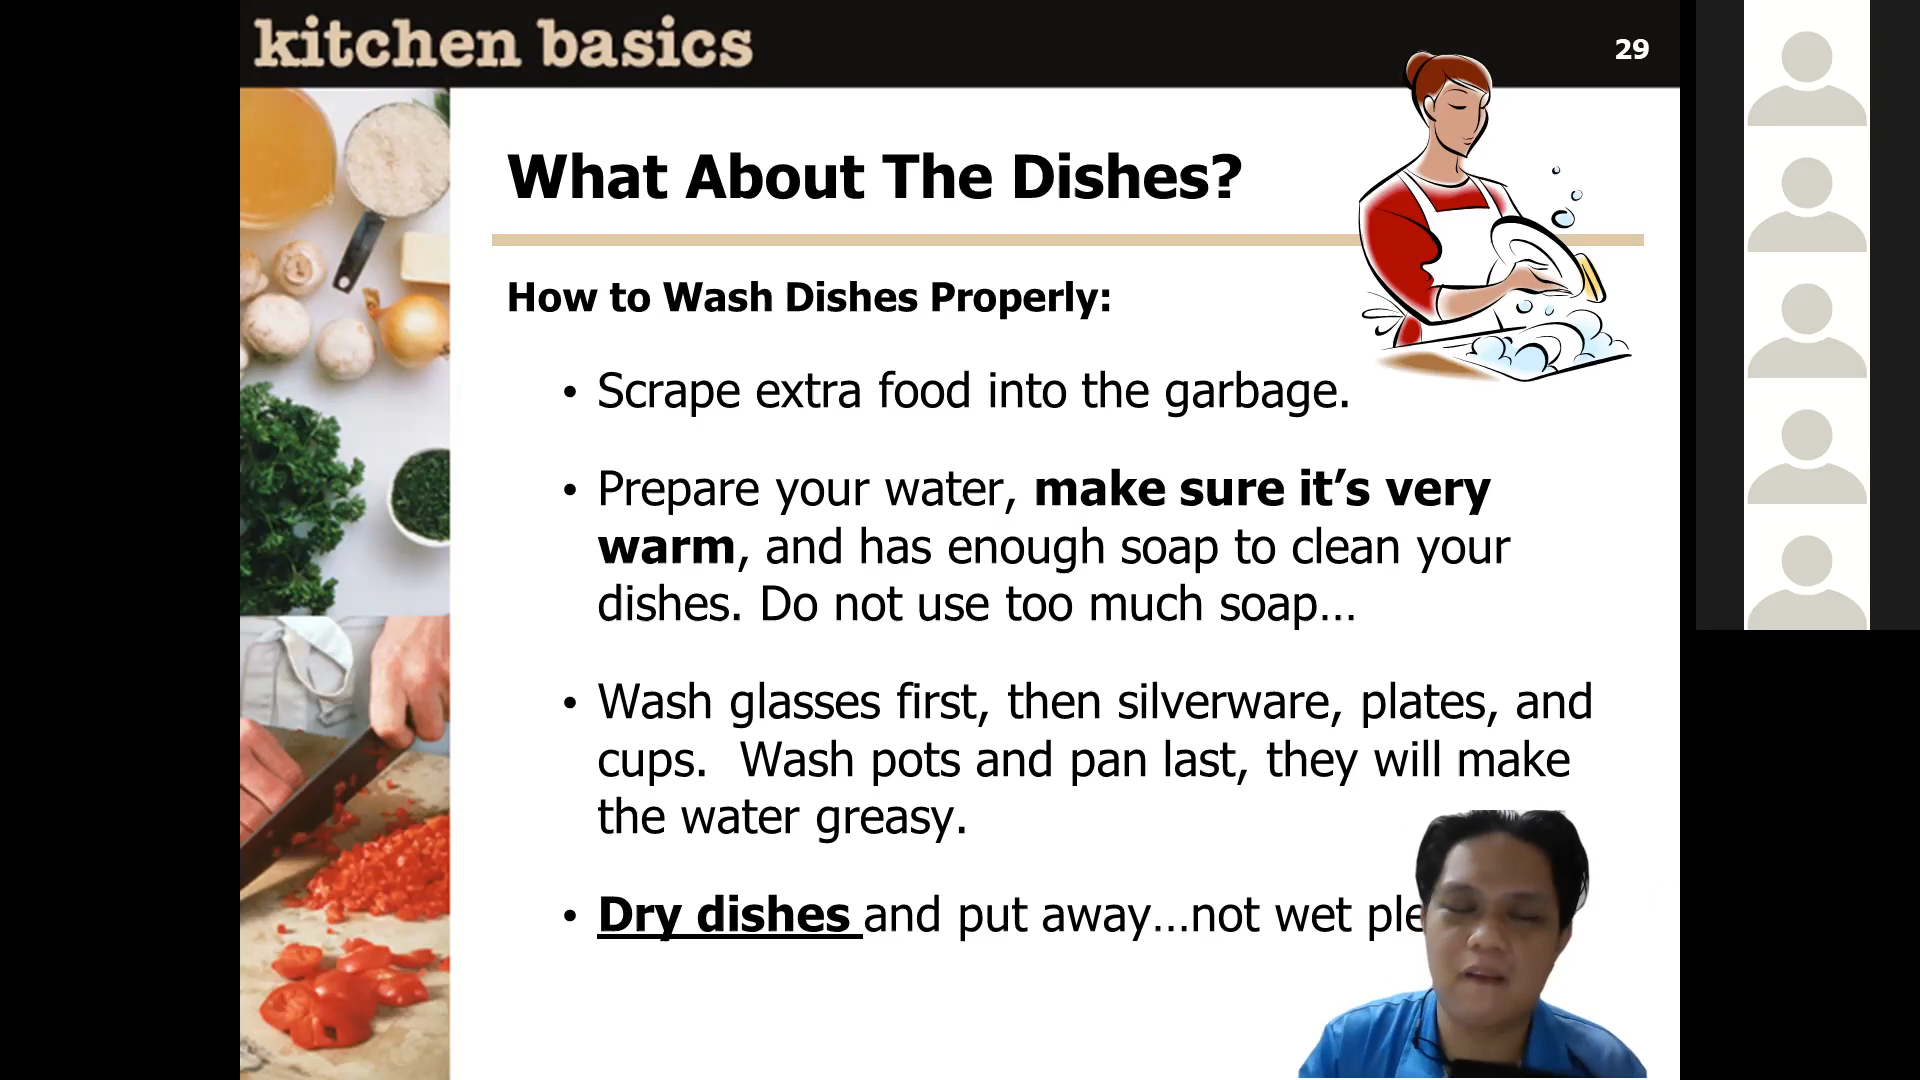 kitchen basics
29
What About The Dishes?
How to Wash Dishes Properly:
• Scrape extra food into the garbage.
• Prepare your water, make sure it’s very
warm, and has enough soap to clean your
dishes. Do not use too much soap…
• Wash glasses first, then silverware, plates, and
cups.  Wash pots and pan last, they will make
the water greasy.
• Dry dishes and put away…not wet